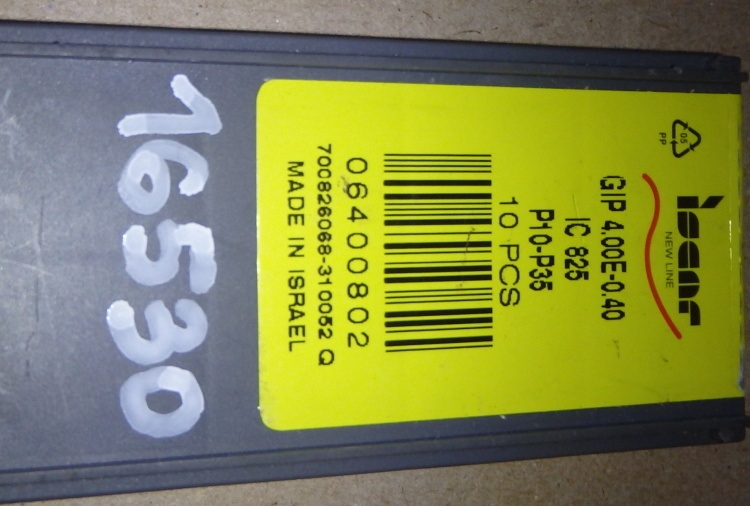 iscar
NEW LINE
05
PP
GIP 4.00E-0.40
IC 825
P10-P35
10 PCS
06400802
700826068-310052 Q
MADE IN ISRAEL
16530